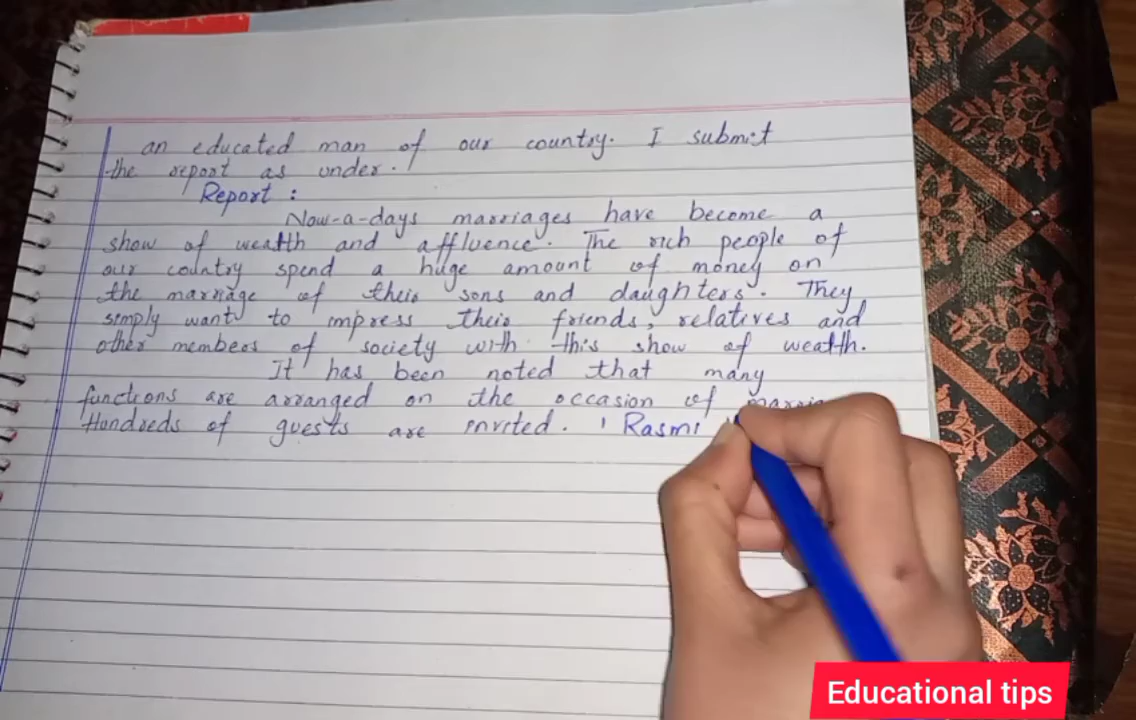 an educated man of our country. I submit
the report as under.
Report :
Now-a-days marriages have become a
show of wealth and affluence. The rich people of
our country spend a huge amount of money on
the marriage of their sons and daughters. They
simply want to impress their friends, relatives and
other members of society with this show of wealth.
It has been noted that many
functions are arranged on the occasion of
Hundreds of guests are invited. ' Rasmi
Educational tips